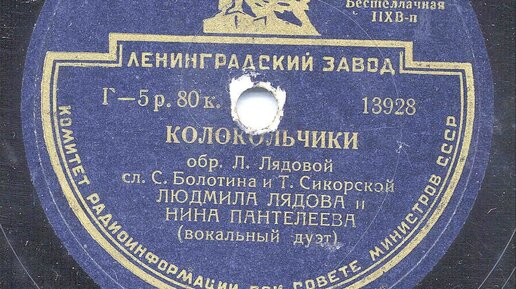 Бестеллачная
ПХВ-п
ЛЕНИНГРАДСКИЙ ЗАВОД
Г—5 р. 80 к.
13928
КОЛОКОЛЬЧИКИ
обр. Л. Лядовой
сл. С. Болотина и Т. Сикорской
ЛЮДМИЛА ЛЯДОВА и
НИНА ПАНТЕЛЕЕВА
(вокальный дуэт)
КОМИТЕТ РАДИОИНФОРМАЦИИ ПРИ СОВЕТЕ МИНИСТРОВ СССР